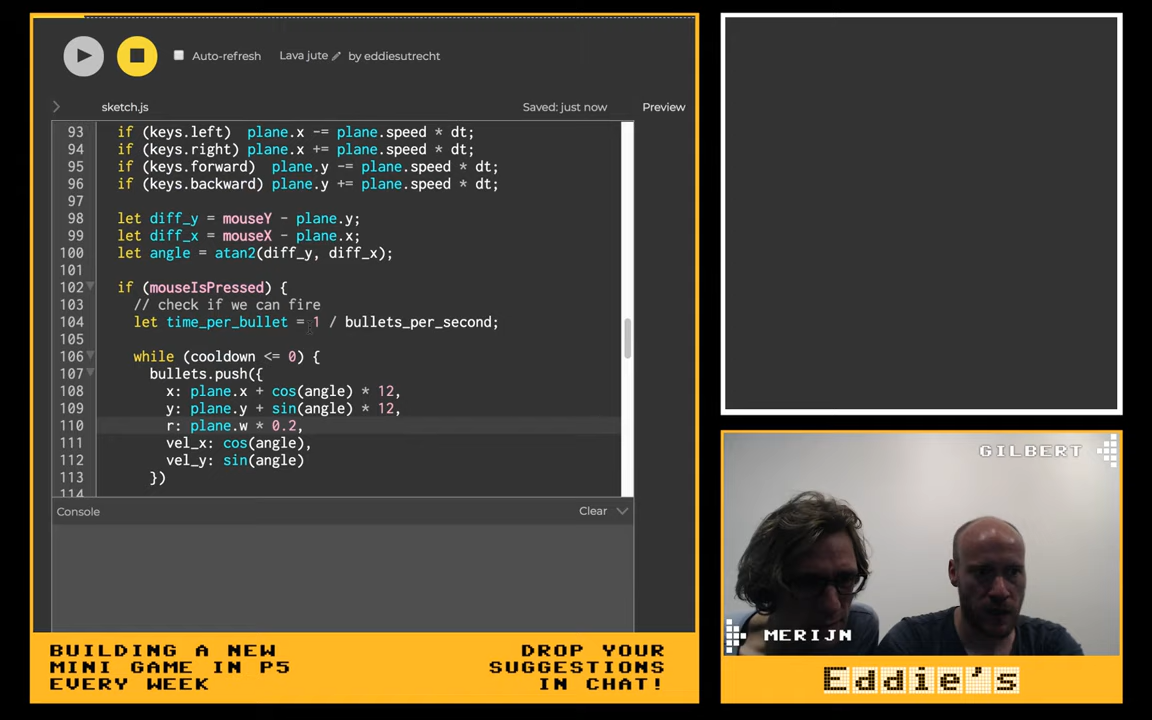 Auto-refresh
Lava jute
by eddiesutrecht
sketch.js
Saved: just now
Preview
93 if (keys.left)  plane.x -= plane.speed * dt;
94 if (keys.right) plane.x += plane.speed * dt;
95 if (keys.forward)  plane.y -= plane.speed * dt;
96 if (keys.backward) plane.y += plane.speed * dt;
97
98 let diff_y = mouseY - plane.y;
99 let diff_x = mouseX - plane.x;
100 let angle = atan2(diff_y, diff_x);
101
102 if (mouseIsPressed) {
103 // check if we can fire
104 let time_per_bullet = 1 / bullets_per_second;
105
106 while (cooldown <= 0) {
107 bullets.push({
108 x: plane.x + cos(angle) * 12,
109 y: plane.y + sin(angle) * 12,
110 r: plane.w * 0.2,
111 vel_x: cos(angle),
112 vel_y: sin(angle)
113 })
114
Console
Clear
BUILDING A NEW
MINI GAME IN P5
EVERY WEEK
DROP YOUR
SUGGESTIONS
IN CHAT!
GILBERT
MERIJN
Eddie's